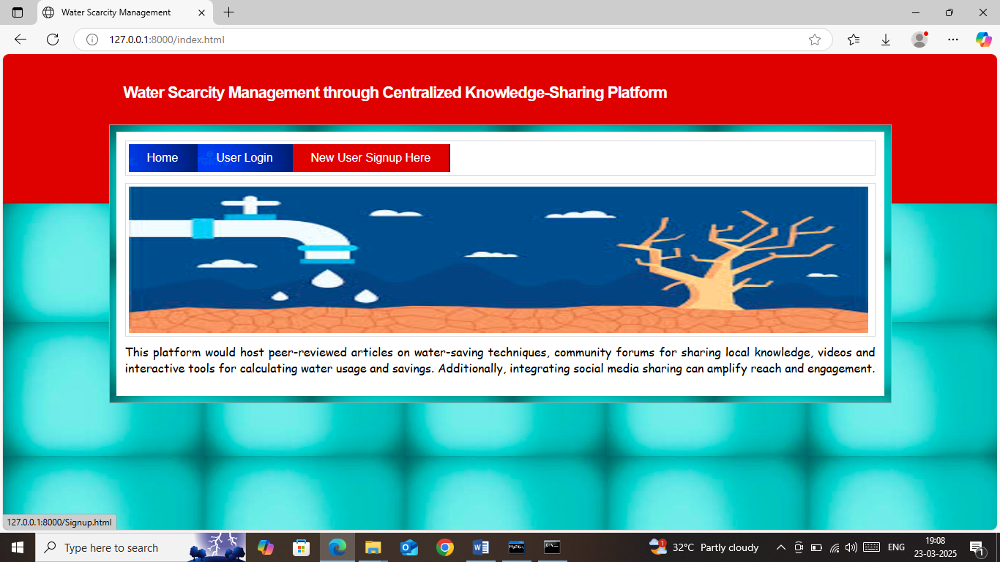 Water Scarcity Management
127.0.0.1:8000/index.html
Water Scarcity Management through Centralized Knowledge-Sharing Platform
Home
User Login
New User Signup Here
This platform would host peer-reviewed articles on water-saving techniques, community forums for sharing local knowledge, videos and
interactive tools for calculating water usage and savings. Additionally, integrating social media sharing can amplify reach and engagement.
127.0.0.1:8000/Signup.html
Type here to search
1
32°C Partly cloudy
ENG
19:08
23-03-2025
1